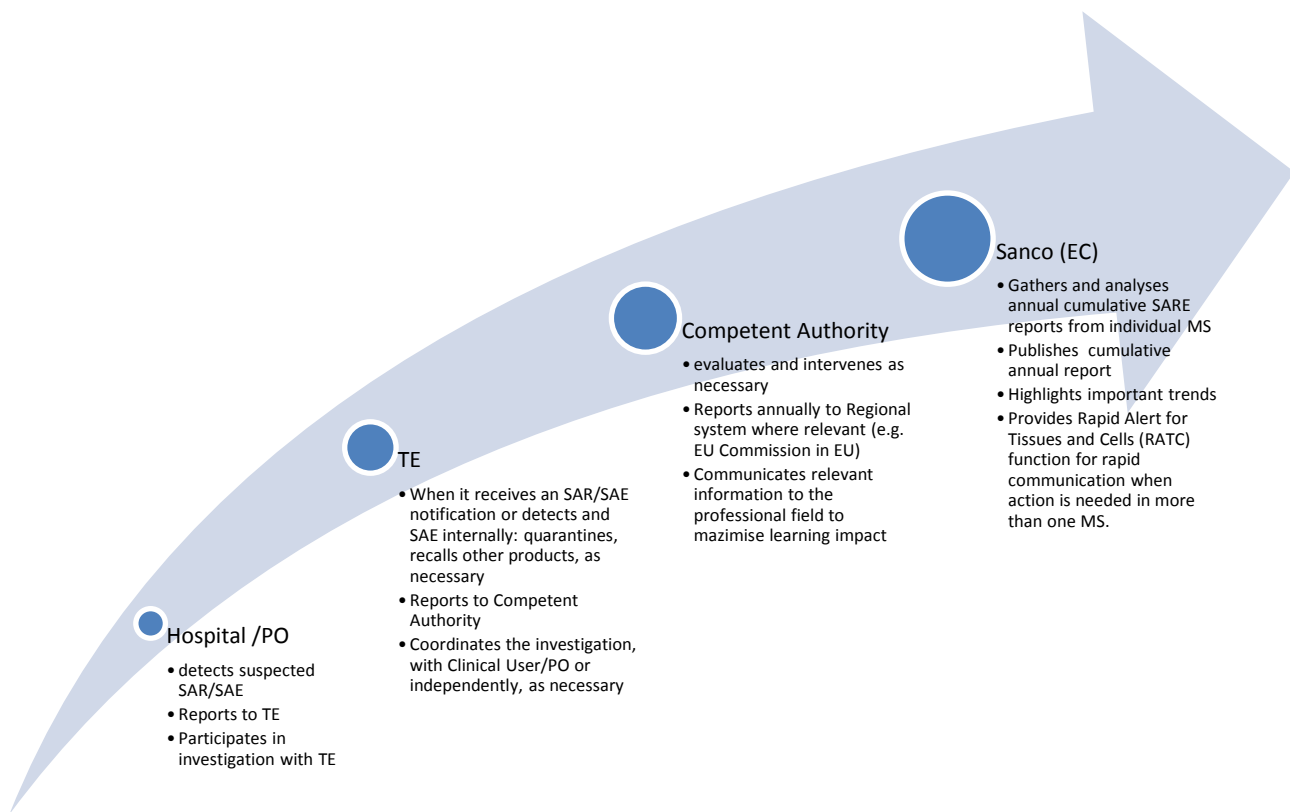 Hospital /PO
• detects suspected
SAR/SAE
• Reports to TE
• Participates in
investigation with TE
TE
• When it receives an SAR/SAE
notification or detects and
SAE internally: quarantines,
recalls other products, as
necessary
• Reports to Competent
Authority
• Coordinates the investigation,
with Clinical User/PO or
independently, as necessary
Competent Authority
• evaluates and intervenes as
necessary
• Reports annually to Regional
system where relevant (e.g.
EU Commission in EU)
• Communicates relevant
information to the
professional field to
mazimise learning impact
Sanco (EC)
• Gathers and analyses
annual cumulative SARE
reports from individual MS
• Publishes cumulative
annual report
• Highlights important trends
• Provides Rapid Alert for
Tissues and Cells (RATC)
function for rapid
communication when
action is needed in more
than one MS.